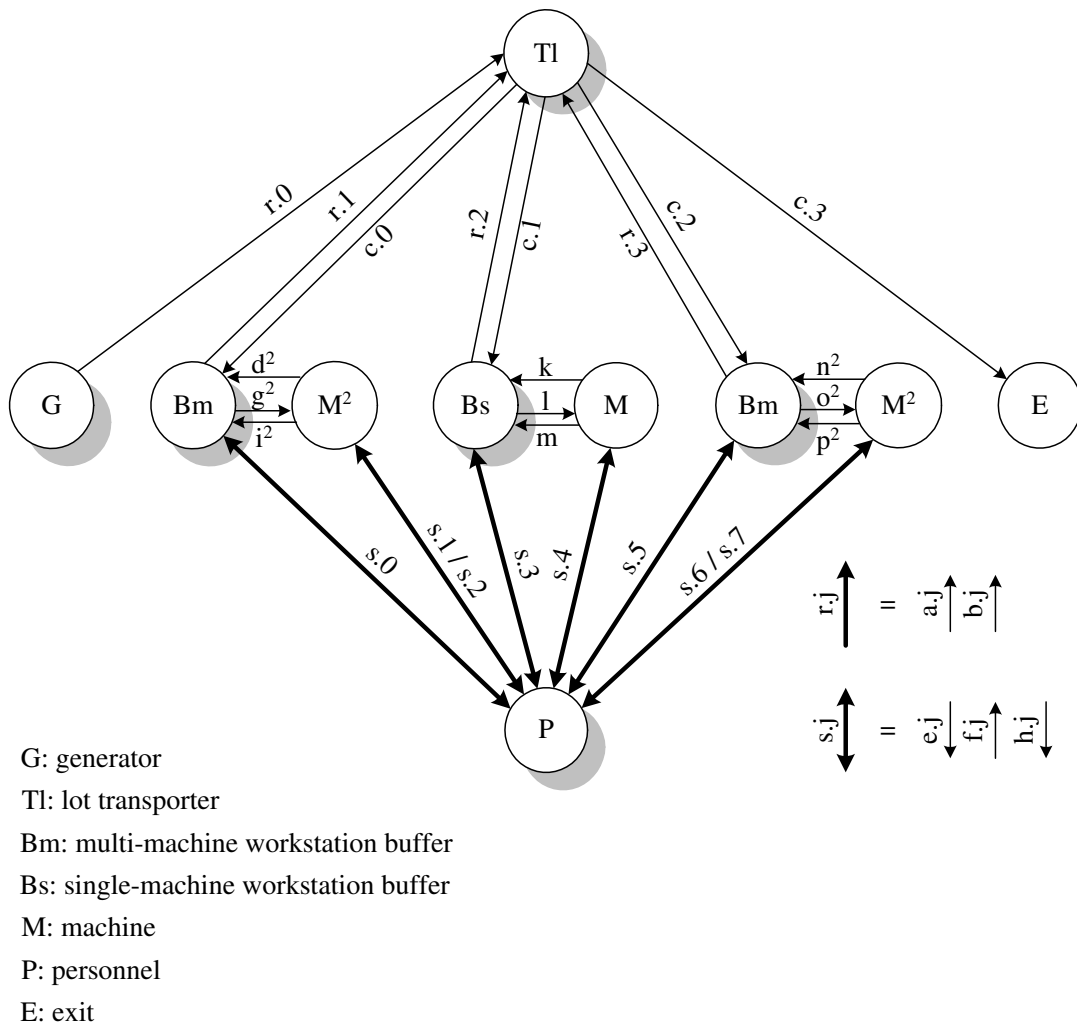 Tl
r.0
r.1
c.0
r.2
c.1
r.3
c.2
c.3
G
Bm
d²
g²
i²
M²
Bs
k
l
m
M
Bm
n²
o²
p²
M²
E
s.0
s.1 / s.2
s.3
s.4
s.5
s.6 / s.7
P
r.j = a.j b.j
s.j = e.j f.j h.j
G: generator
Tl: lot transporter
Bm: multi-machine workstation buffer
Bs: single-machine workstation buffer
M: machine
P: personnel
E: exit